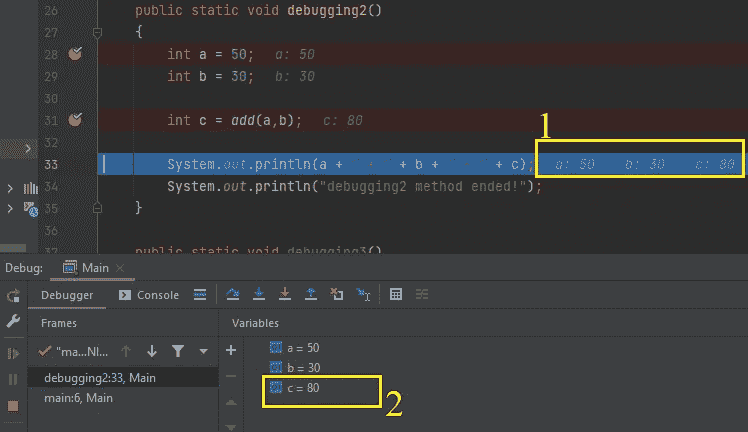 26 public static void debugging2()
27 {
28 int a = 50; a: 50
29 int b = 30; b: 30
30
31 int c = add(a,b); c: 80
1
32
33 System.out.println(a + + b + + c); a: 50 b: 30 c: 80
34 System.out.println("debugging2 method ended!");
35 }
36
37 public static void debugging3()
Debug: Main
Debugger Console
Frames Variables
"ma...NI... a = 50
b = 30
debugging2:33, Main c = 80
2
main:6, Main